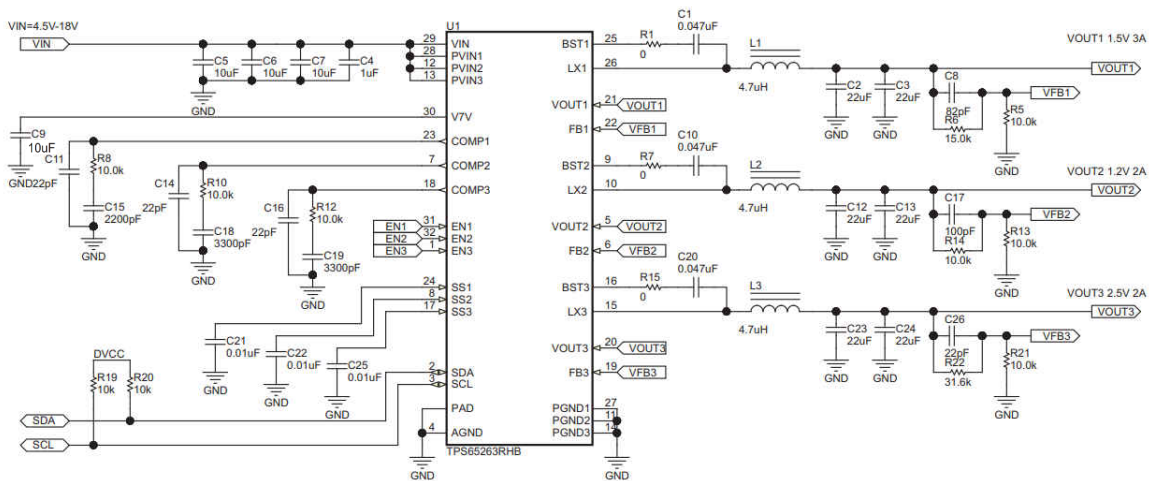 VIN=4.5V-18V
VIN
C5
10uF
C6
10uF
C7
10uF
C4
1uF
GND
C9
10uF
GND
C11
22pF
R8
10.0k
C15
2200pF
GND
C14
22pF
R10
10.0k
C18
3300pF
GND
C16
22pF
R12
10.0k
C19
3300pF
GND
EN1
EN2
EN3
C21
0.01uF
GND
C22
0.01uF
GND
C25
0.01uF
GND
DVCC
R19
10k
R20
10k
SDA
SCL
GND
U1
29 VIN
28 PVIN1
12 PVIN2
13 PVIN3
30 V7V
23 COMP1
7 COMP2
18 COMP3
31 EN1
32 EN2
1 EN3
24 SS1
8 SS2
17 SS3
2 SDA
3 SCL
PAD
4 AGND
TPS65263RHB
BST1 25
LX1 26
VOUT1 21 VOUT1
FB1 22 VFB1
BST2 9
LX2 10
VOUT2 5 VOUT2
FB2 6 VFB2
BST3 16
LX3 15
VOUT3 20 VOUT3
FB3 19 VFB3
PGND1 27
PGND2 11
PGND3 14
GND
R1
0
C1
0.047uF
L1
4.7uH
C2
22uF
GND
C3
22uF
GND
C8
82pF
R6
15.0k
R5
10.0k
GND
VFB1
VOUT1 1.5V 3A
VOUT1
R7
0
C10
0.047uF
L2
4.7uH
C12
22uF
GND
C13
22uF
GND
C17
100pF
R14
10.0k
R13
10.0k
GND
VFB2
VOUT2 1.2V 2A
VOUT2
R15
0
C20
0.047uF
L3
4.7uH
C23
22uF
GND
C24
22uF
GND
C26
22pF
R22
31.6k
R21
10.0k
GND
VFB3
VOUT3 2.5V 2A
VOUT3